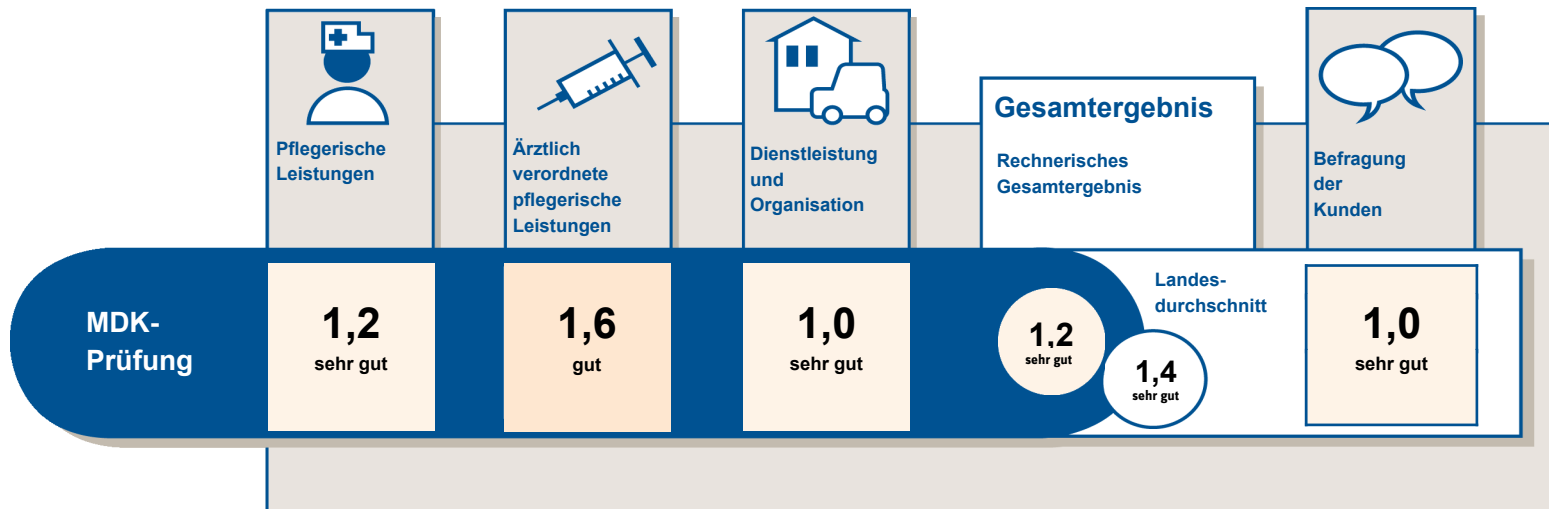 Pflegerische
Leistungen
Ärztlich
verordnete
pflegerische
Leistungen
Dienstleistung
und
Organisation
Gesamtergebnis
Rechnerisches
Gesamtergebnis
Befragung
der
Kunden
MDK-
Prüfung
1,2
sehr gut
1,6
gut
1,0
sehr gut
1,2
sehr gut
Landes-
durchschnitt
1,4
sehr gut
1,0
sehr gut